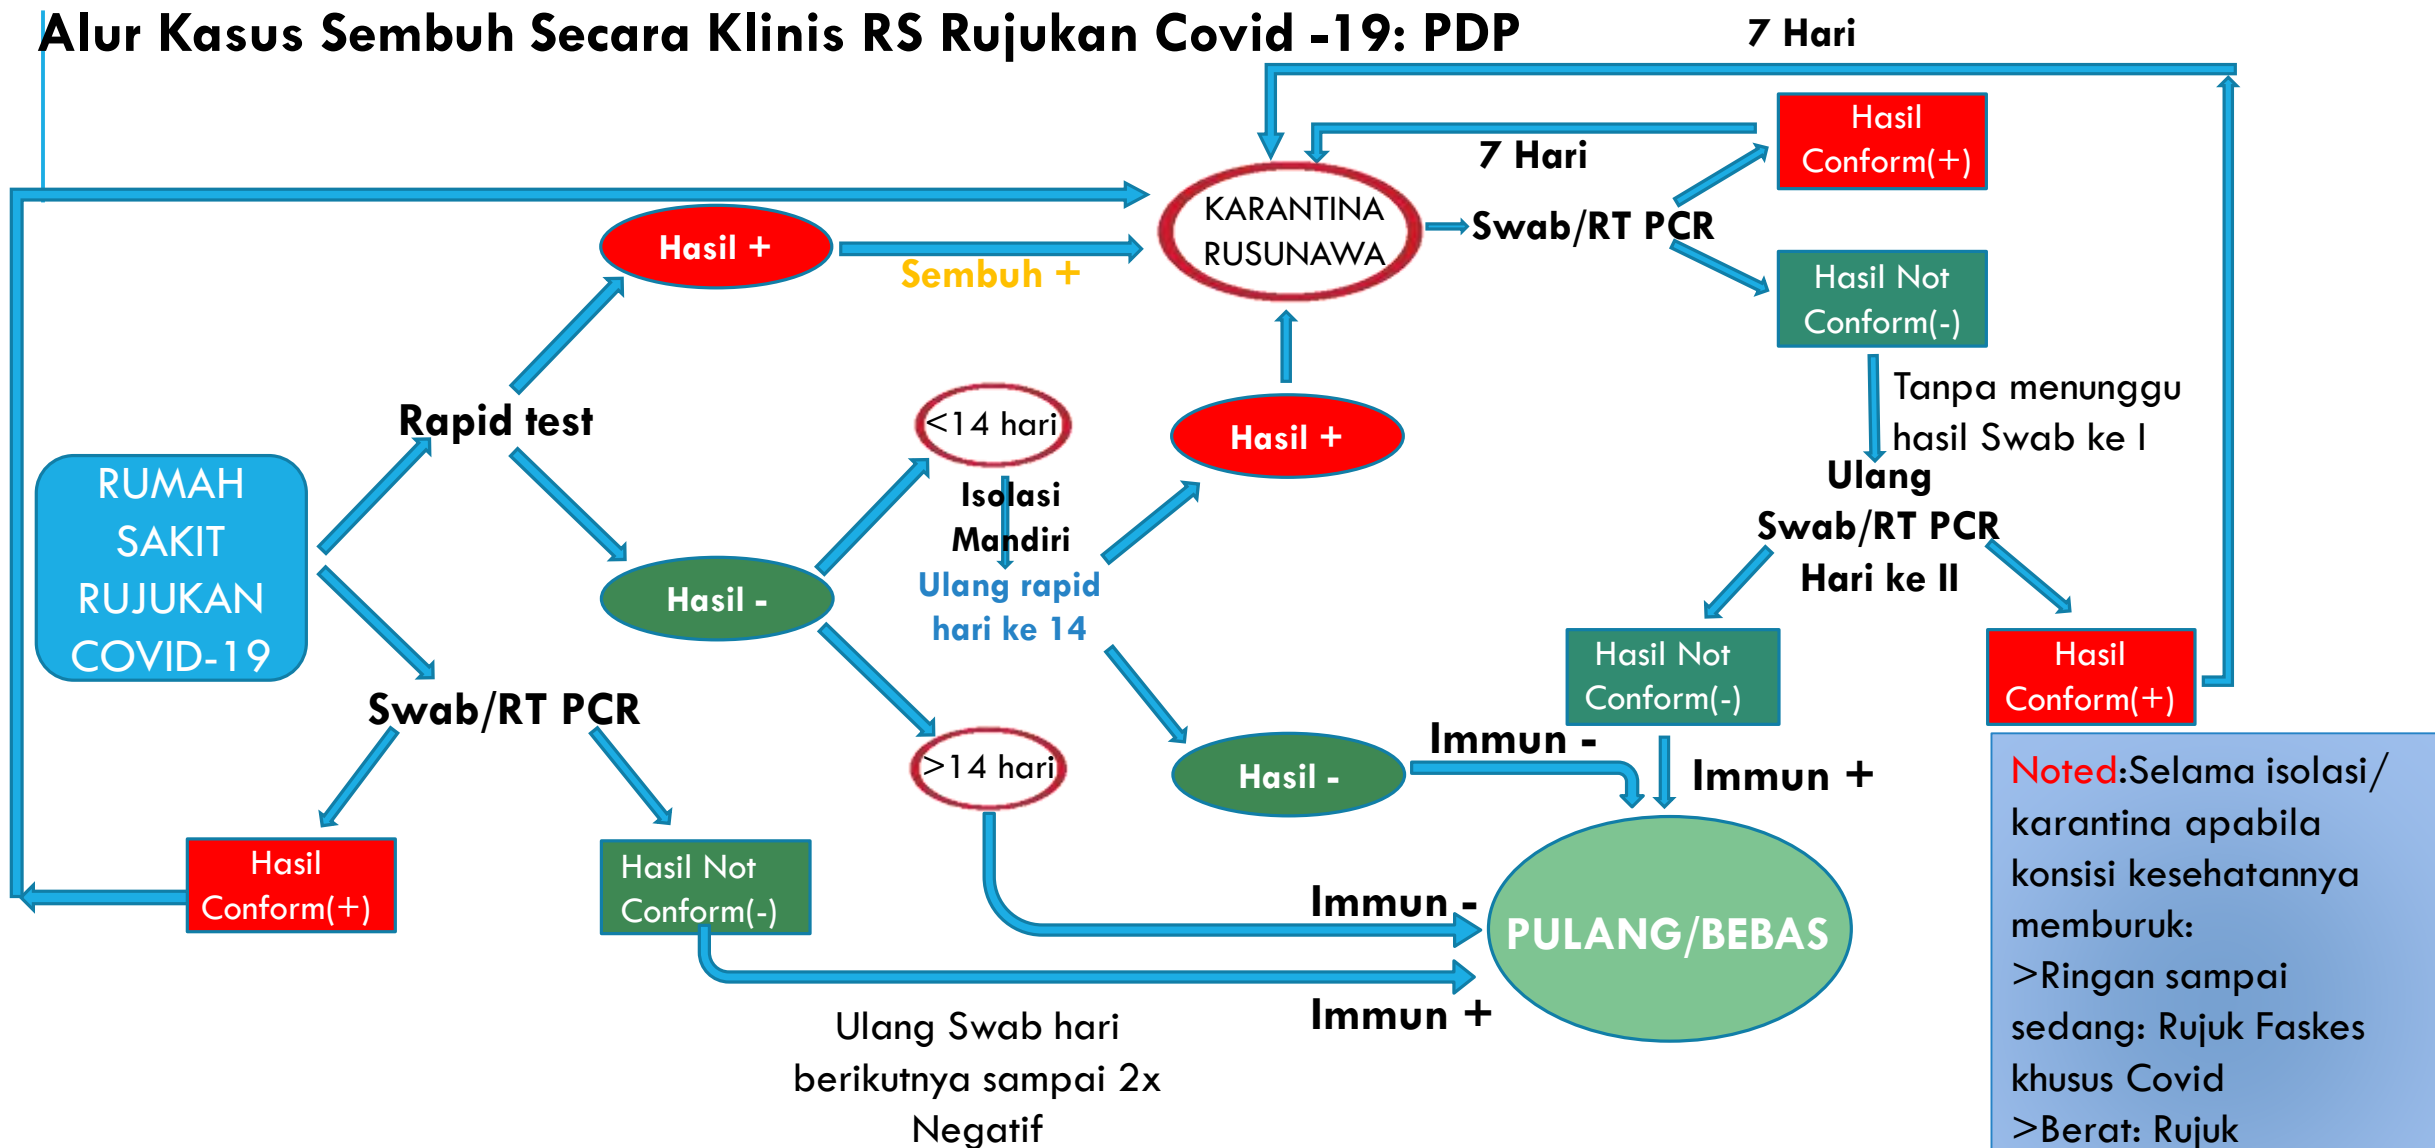 Alur Kasus Sembuh Secara Klinis RS Rujukan Covid -19: PDP
7 Hari
Hasil
Conform(+)
7 Hari
KARANTINA
RUSUNAWA
Swab/RT PCR
Hasil +
Sembuh +
Hasil Not
Conform(-)
Tanpa menunggu
hasil Swab ke I
Rapid test
<14 hari
Hasil +
RUMAH
SAKIT
RUJUKAN
COVID-19
Isolasi
Mandiri
Ulang rapid
hari ke 14
Ulang
Swab/RT PCR
Hari ke II
Hasil -
Hasil Not
Conform(-)
Hasil
Conform(+)
Swab/RT PCR
>14 hari
Hasil -
Immun -
Immun +
Hasil
Conform(+)
Hasil Not
Conform(-)
Immun -
PULANG/BEBAS
Immun +
Ulang Swab hari
berikutnya sampai 2x
Negatif
Noted:Selama isolasi/
karantina apabila
konsisi kesehatannya
memburuk:
>Ringan sampai
sedang: Rujuk Faskes
khusus Covid
>Berat: Rujuk